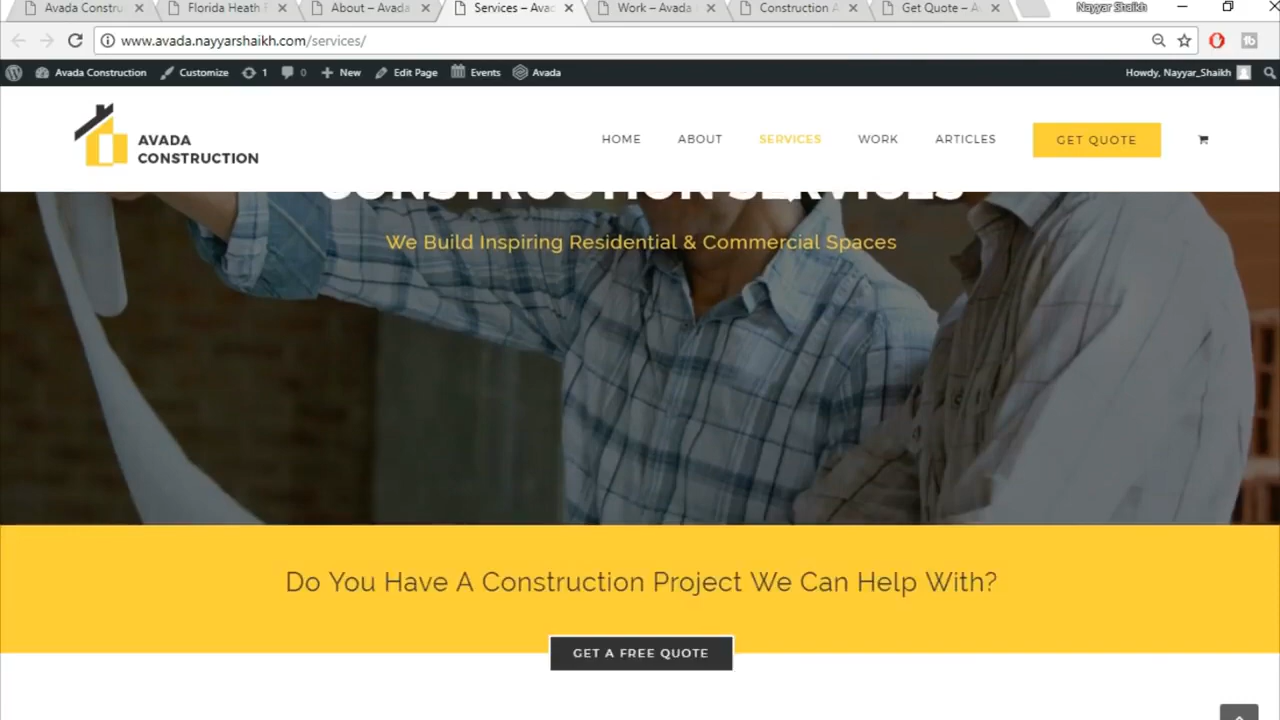 Avada Constru
Florida Heath
About – Avada
Services – Avad
Work – Avada
Construction
Get Quote –
Nayyar Shaikh
www.avada.nayyarshaikh.com/services/
Avada Construction
Customize
1
0
New
Edit Page
Events
Avada
Howdy, Nayyar_Shaikh
AVADA
CONSTRUCTION
HOME
ABOUT
SERVICES
WORK
ARTICLES
GET QUOTE
CONSTRUCTION SERVICES
We Build Inspiring Residential & Commercial Spaces
Do You Have A Construction Project We Can Help With?
GET A FREE QUOTE